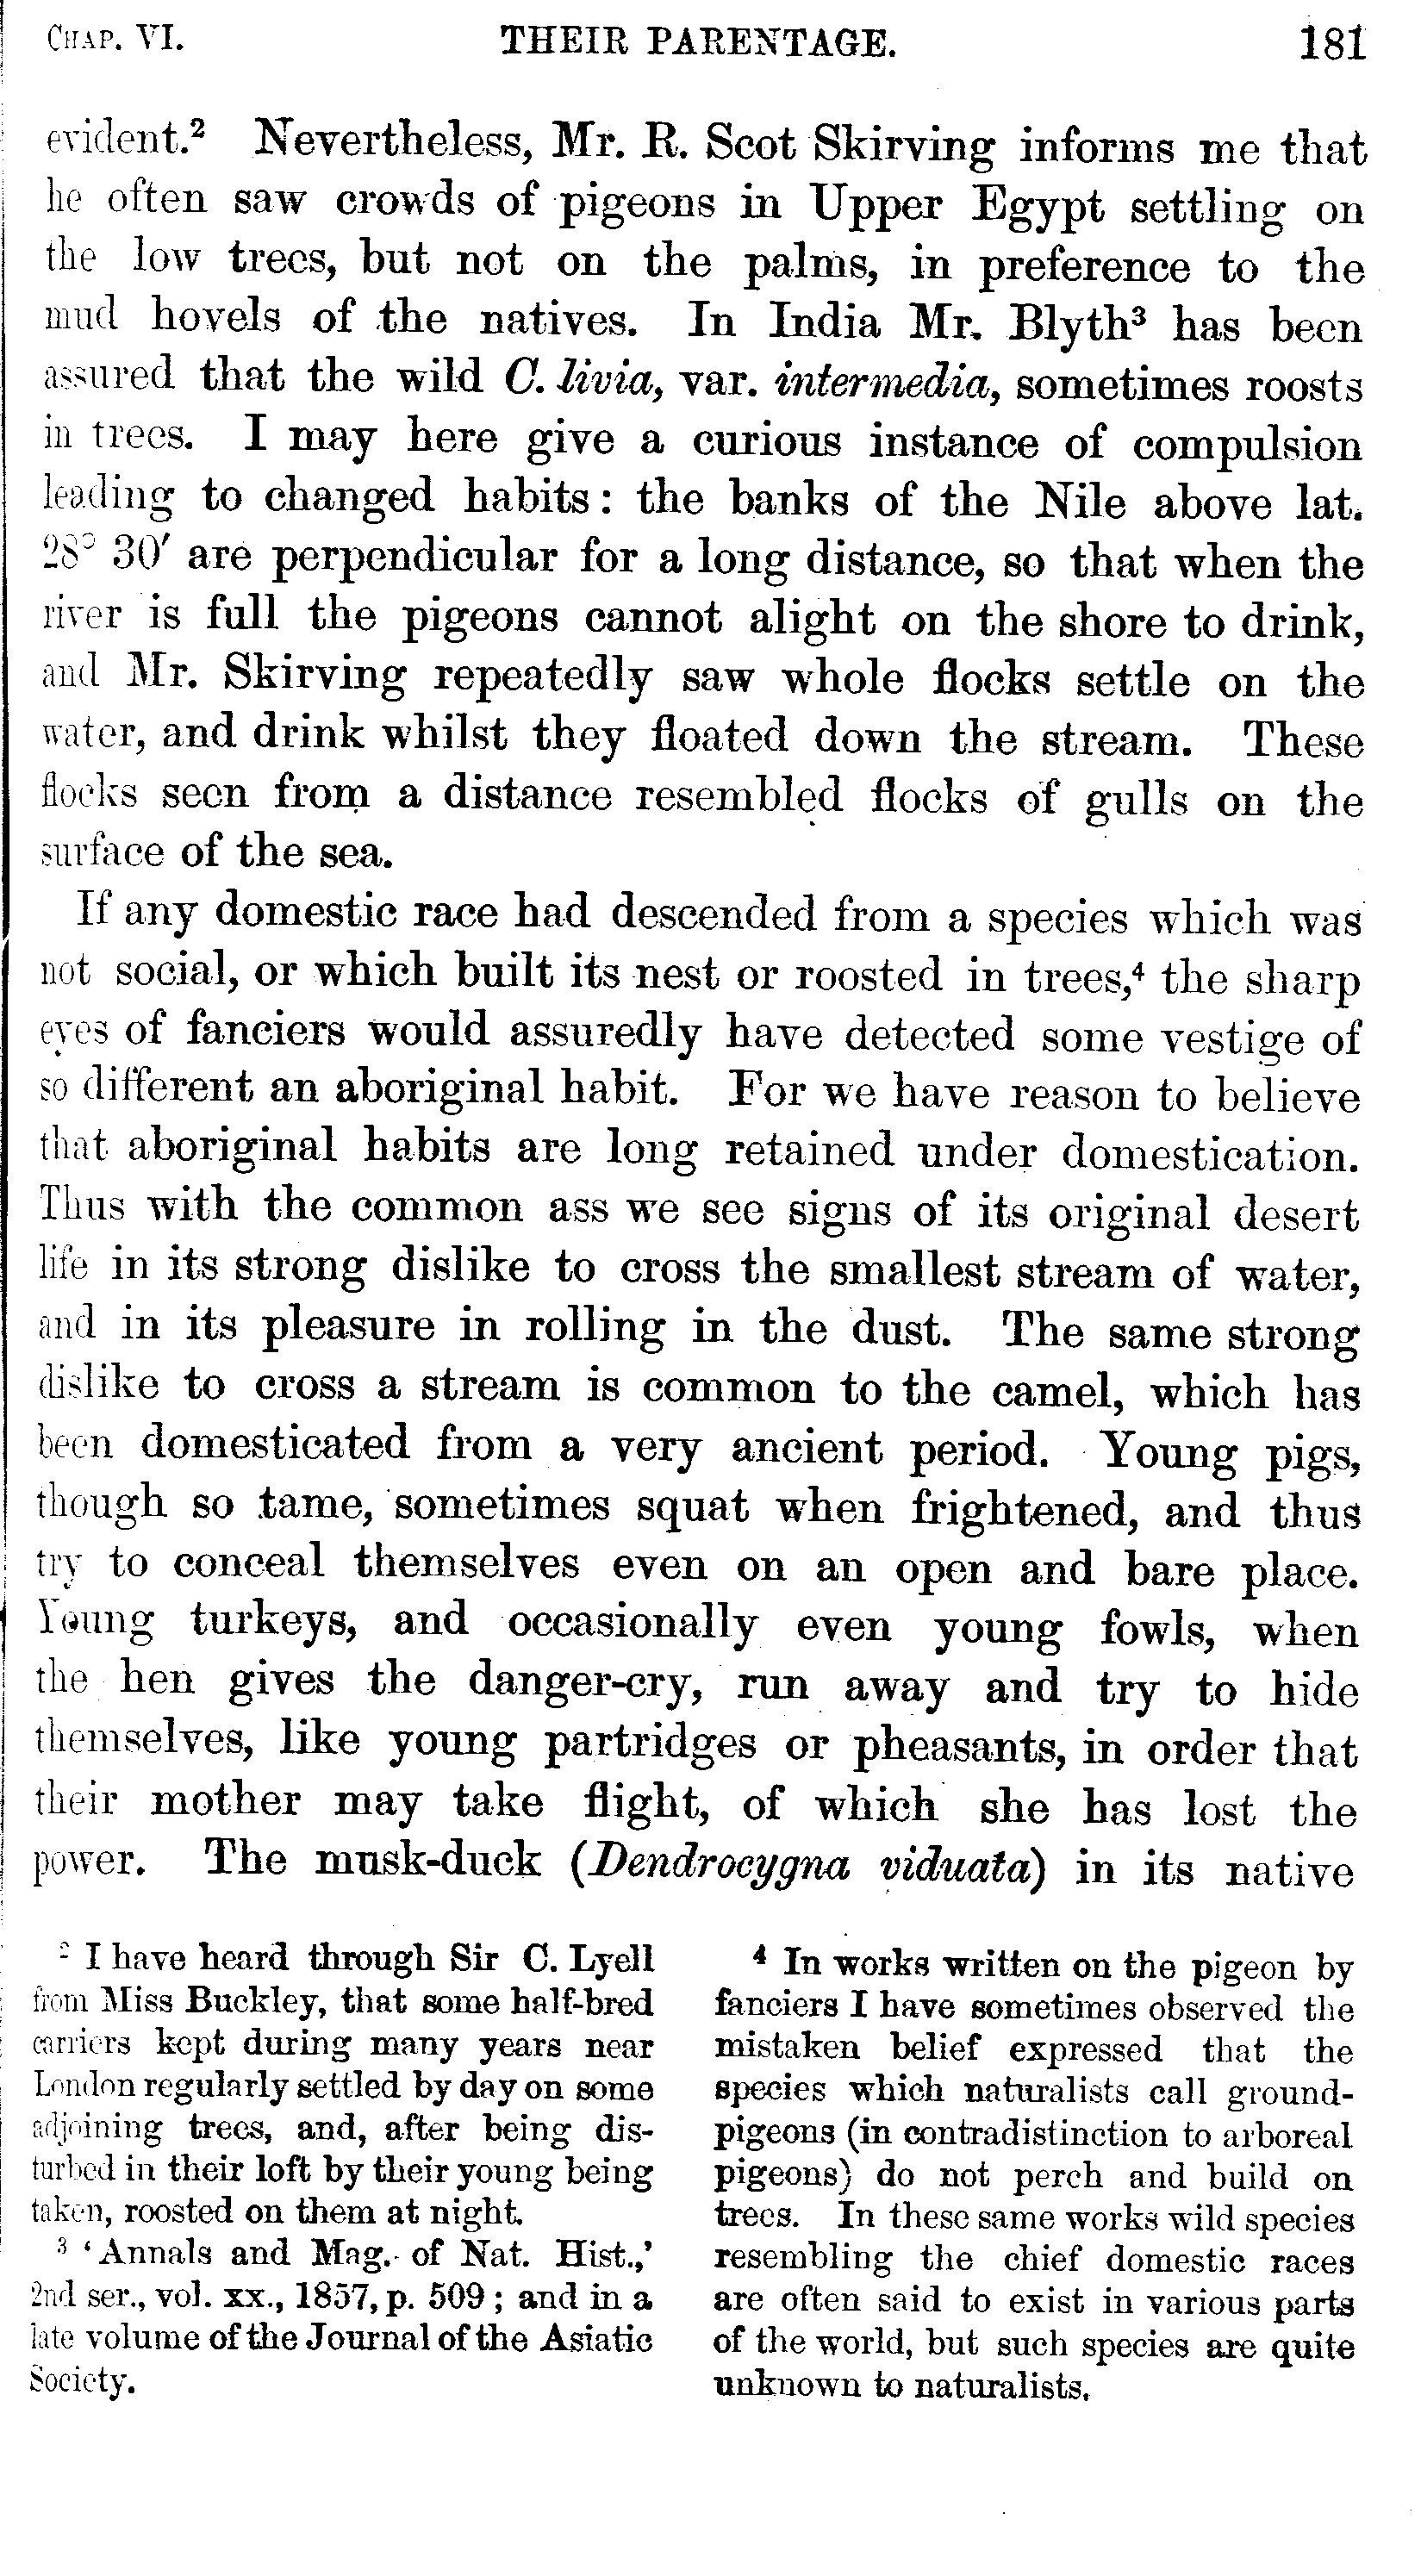 CHAP. VI. THEIR PARENTAGE. 181
evident.² Nevertheless, Mr. R. Scot Skirving informs me that
he often saw crowds of pigeons in Upper Egypt settling on
the low trees, but not on the palms, in preference to the
mud hovels of the natives. In India Mr. Blyth³ has been
assured that the wild C. livia, var. intermedia, sometimes roosts
in trees. I may here give a curious instance of compulsion
leading to changed habits: the banks of the Nile above lat.
28° 30′ are perpendicular for a long distance, so that when the
river is full the pigeons cannot alight on the shore to drink,
and Mr. Skirving repeatedly saw whole flocks settle on the
water, and drink whilst they floated down the stream. These
flocks seen from a distance resembled flocks of gulls on the
surface of the sea.
If any domestic race had descended from a species which was
not social, or which built its nest or roosted in trees,⁴ the sharp
eyes of fanciers would assuredly have detected some vestige of
so different an aboriginal habit. For we have reason to believe
that aboriginal habits are long retained under domestication.
Thus with the common ass we see signs of its original desert
life in its strong dislike to cross the smallest stream of water,
and in its pleasure in rolling in the dust. The same strong
dislike to cross a stream is common to the camel, which has
been domesticated from a very ancient period. Young pigs,
though so tame, sometimes squat when frightened, and thus
try to conceal themselves even on an open and bare place.
Young turkeys, and occasionally even young fowls, when
the hen gives the danger-cry, run away and try to hide
themselves, like young partridges or pheasants, in order that
their mother may take flight, of which she has lost the
power. The musk-duck (Dendrocygna viduata) in its native
² I have heard through Sir C. Lyell
from Miss Buckley, that some half-bred
carriers kept during many years near
London regularly settled by day on some
adjoining trees, and, after being dis-
turbed in their loft by their young being
taken, roosted on them at night.
³ ‘Annals and Mag. of Nat. Hist.,’
2nd ser., vol. xx., 1857, p. 509; and in a
late volume of the Journal of the Asiatic
Society.
⁴ In works written on the pigeon by
fanciers I have sometimes observed the
mistaken belief expressed that the
species which naturalists call ground-
pigeons (in contradistinction to arboreal
pigeons) do not perch and build on
trees. In these same works wild species
resembling the chief domestic races
are often said to exist in various parts
of the world, but such species are quite
unknown to naturalists.